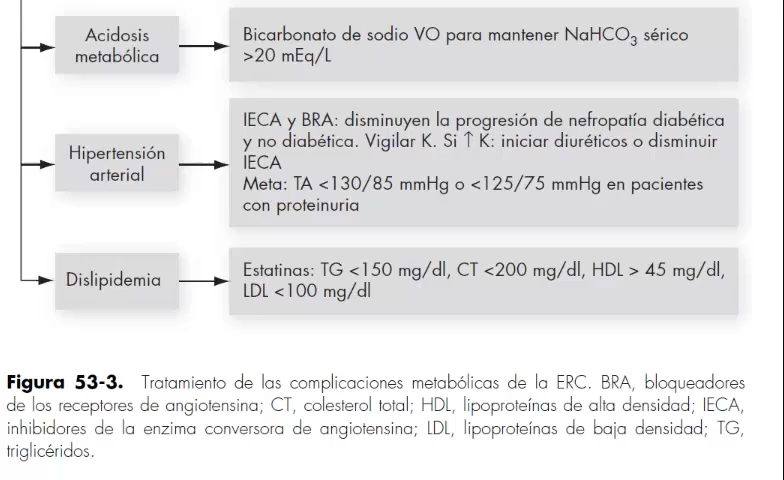 Acidosis
metabólica
Bicarbonato de sodio VO para mantener NaHCO₃ sérico
>20 mEq/L
Hipertensión
arterial
IECA y BRA: disminuyen la progresión de nefropatía diabética
y no diabética. Vigilar K. Si ↑ K: iniciar diuréticos o disminuir
IECA
Meta: TA <130/85 mmHg o <125/75 mmHg en pacientes
con proteinuria
Dislipidemia
Estatinas: TG <150 mg/dl, CT <200 mg/dl, HDL > 45 mg/dl,
LDL <100 mg/dl
Figura 53-3. Tratamiento de las complicaciones metabólicas de la ERC. BRA, bloqueadores
de los receptores de angiotensina; CT, colesterol total; HDL, lipoproteínas de alta densidad; IECA,
inhibidores de la enzima conversora de angiotensina; LDL, lipoproteínas de baja densidad; TG,
triglicéridos.